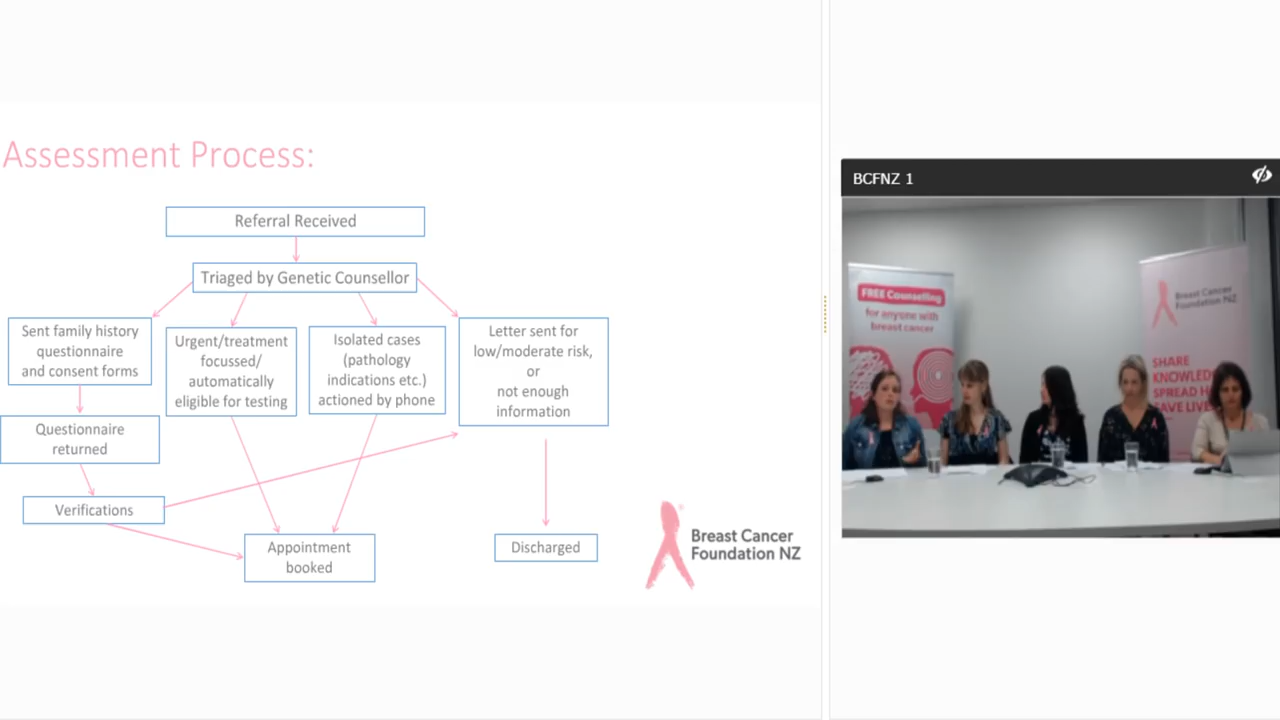 Assessment Process:
Referral Received
Triaged by Genetic Counsellor
Sent family history
questionnaire
and consent forms
Urgent/treatment
focussed/
automatically
eligible for testing
Isolated cases
(pathology
indications etc.)
actioned by phone
Letter sent for
low/moderate risk,
or
not enough
information
Questionnaire
returned
Verifications
Appointment
booked
Discharged
Breast Cancer
Foundation NZ
BCFNZ 1
FREE Counselling
for anyone with
breast cancer
Breast Cancer
Foundation NZ
SHARE
SPREAD